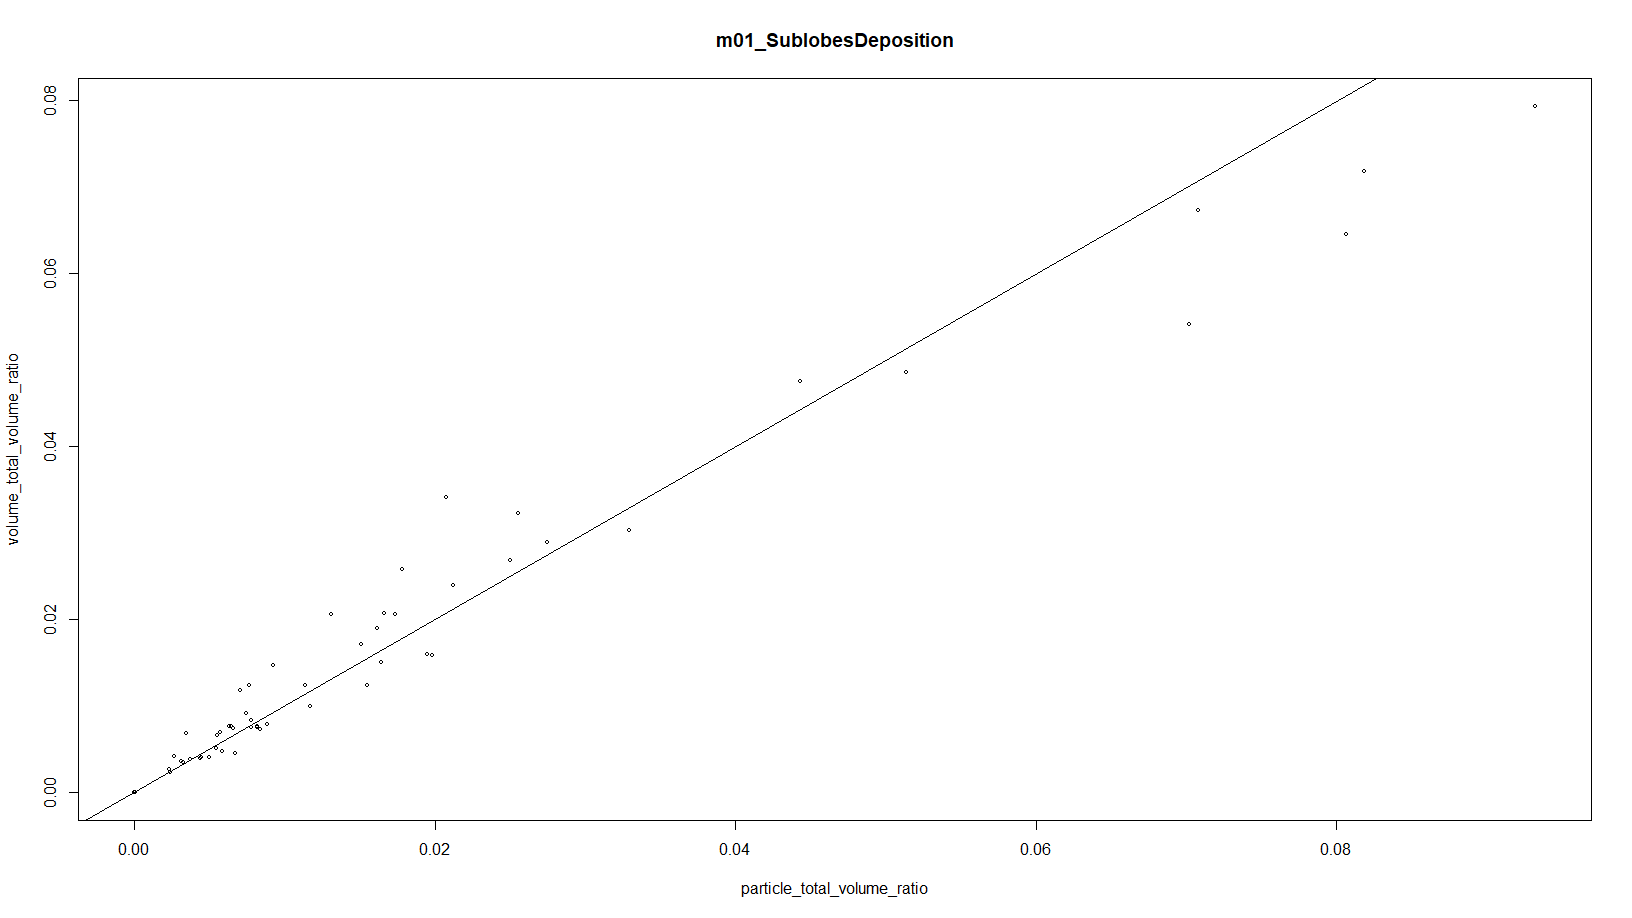 m01_SublobesDeposition
0.08
0.06
0.04
0.02
0.00
volume_total_volume_ratio
0.00 0.02 0.04 0.06 0.08
particle_total_volume_ratio